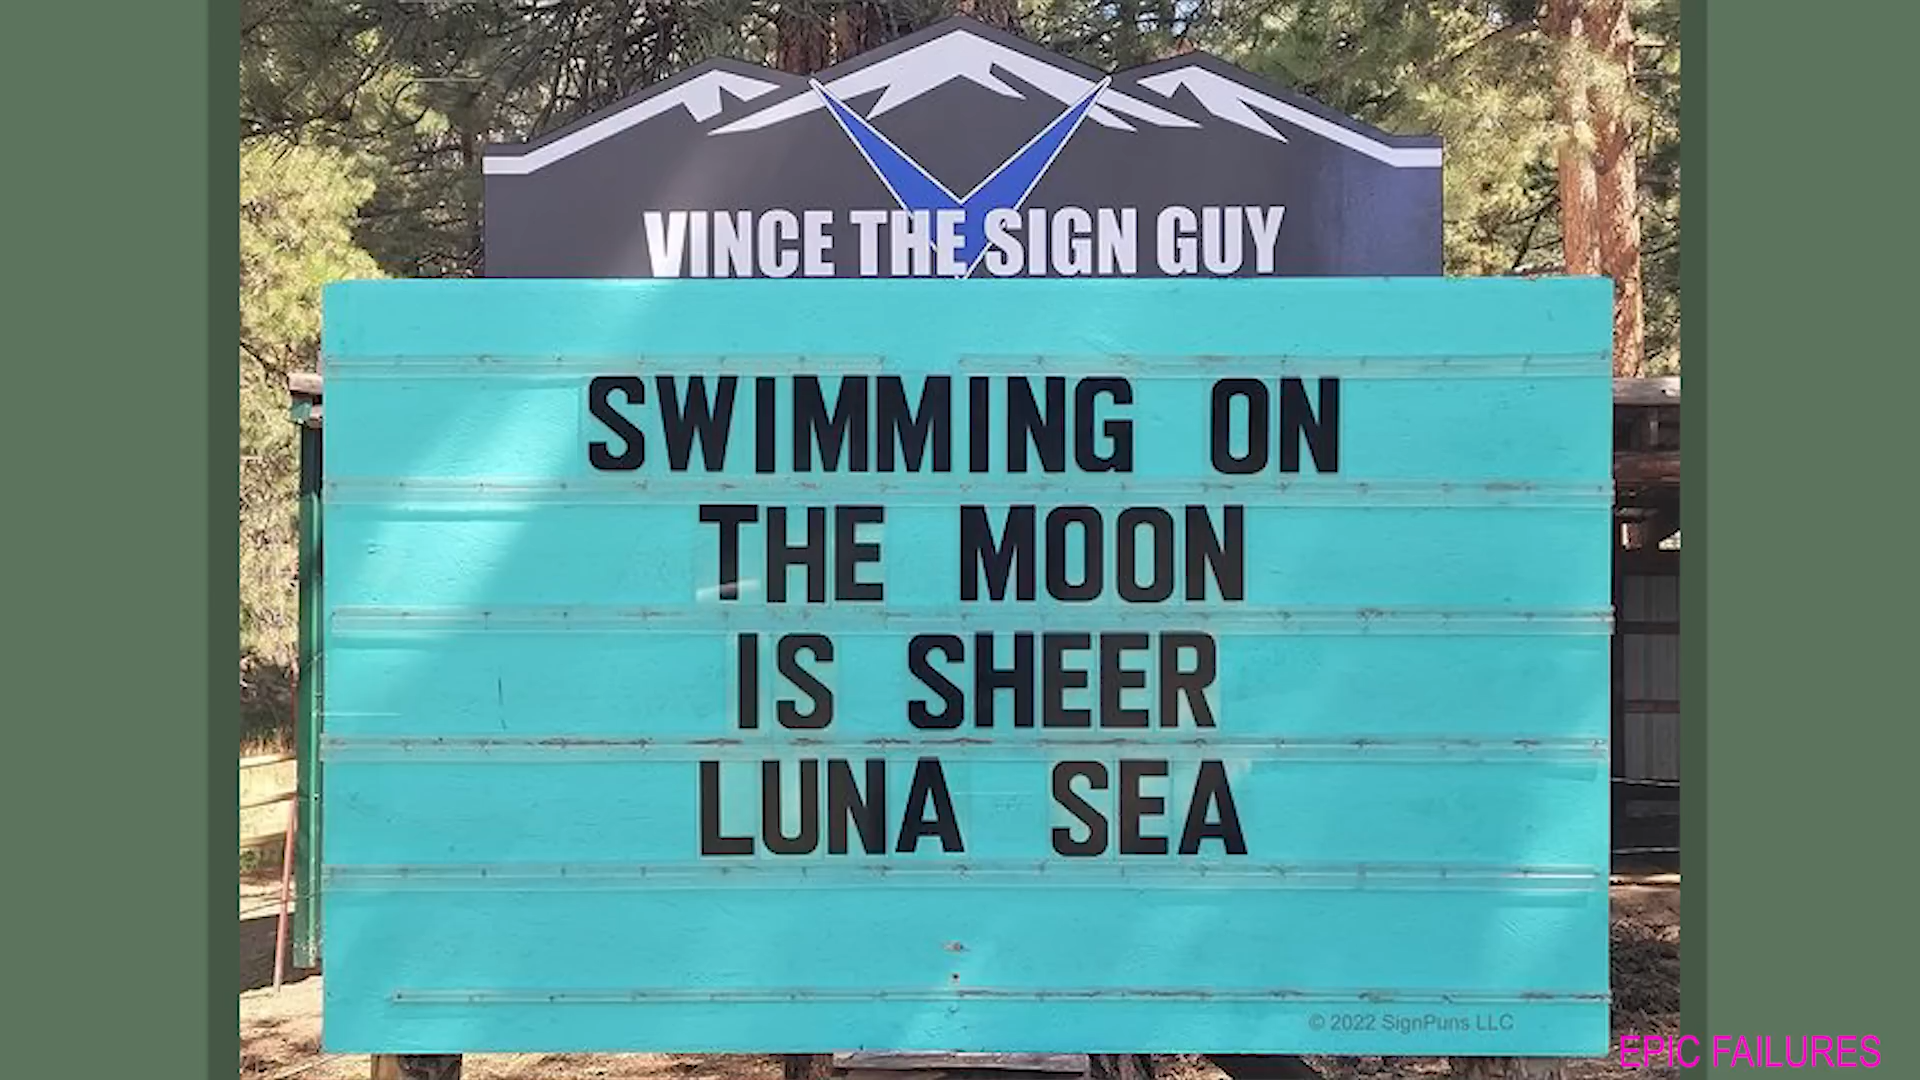 VINCE THE SIGN GUY
SWIMMING ON
THE MOON
IS SHEER
LUNA SEA
© 2022 SignPuns LLC
EPIC FAILURES